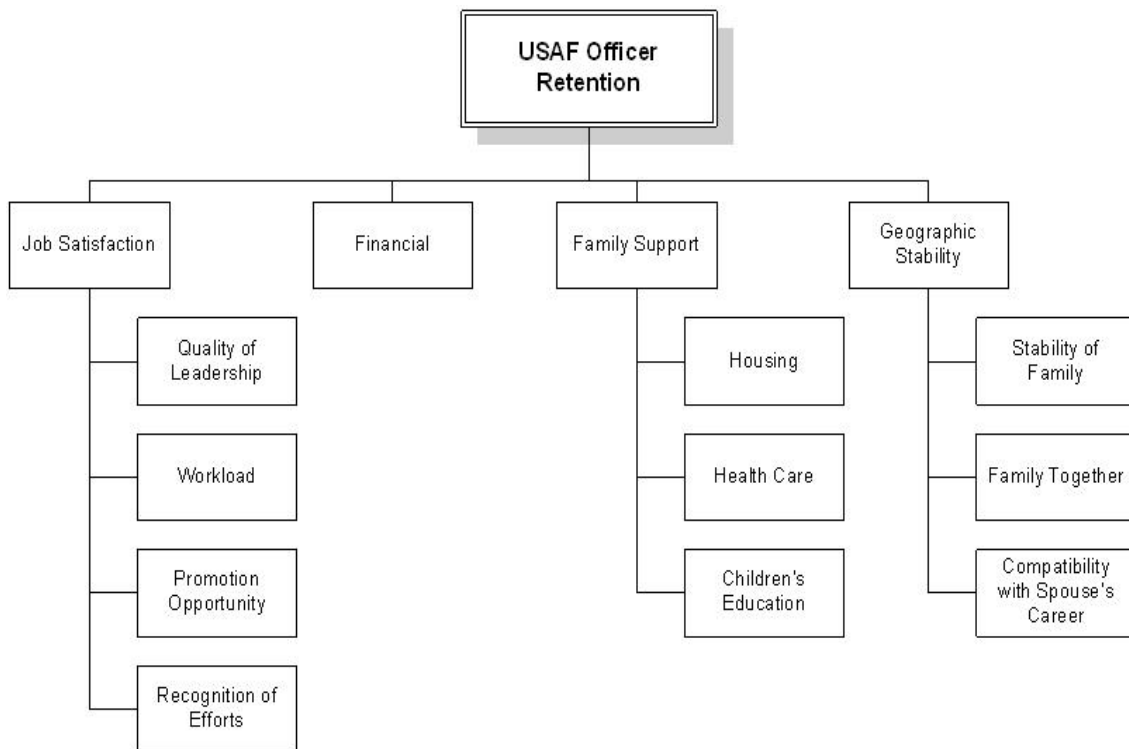 USAF Officer
Retention
Job Satisfaction
Financial
Family Support
Geographic
Stability
Quality of
Leadership
Workload
Promotion
Opportunity
Recognition of
Efforts
Housing
Health Care
Children's
Education
Stability of
Family
Family Together
Compatibility
with Spouse's
Career